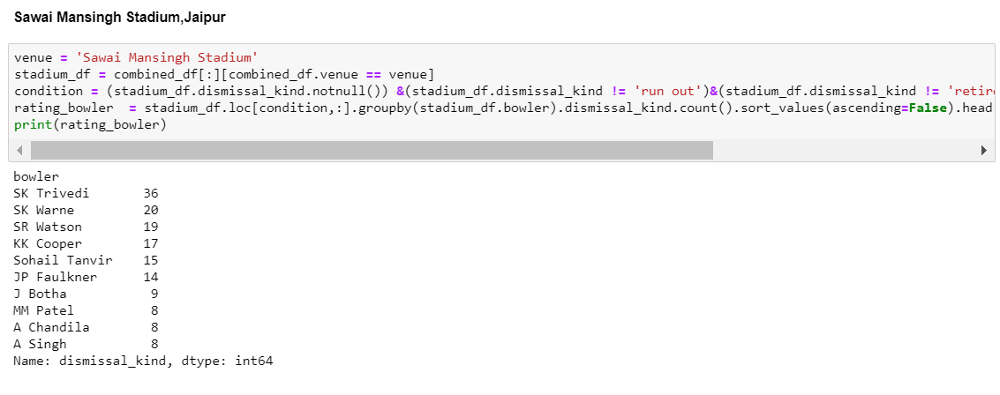 Sawai Mansingh Stadium,Jaipur
venue = 'Sawai Mansingh Stadium'
stadium_df = combined_df[:][combined_df.venue == venue]
condition = (stadium_df.dismissal_kind.notnull()) &(stadium_df.dismissal_kind != 'run out')&(stadium_df.dismissal_kind != 'retire
rating_bowler  = stadium_df.loc[condition,:].groupby(stadium_df.bowler).dismissal_kind.count().sort_values(ascending=False).head
print(rating_bowler)
bowler
SK Trivedi       36
SK Warne         20
SR Watson        19
KK Cooper        17
Sohail Tanvir    15
JP Faulkner      14
J Botha           9
MM Patel          8
A Chandila        8
A Singh           8
Name: dismissal_kind, dtype: int64